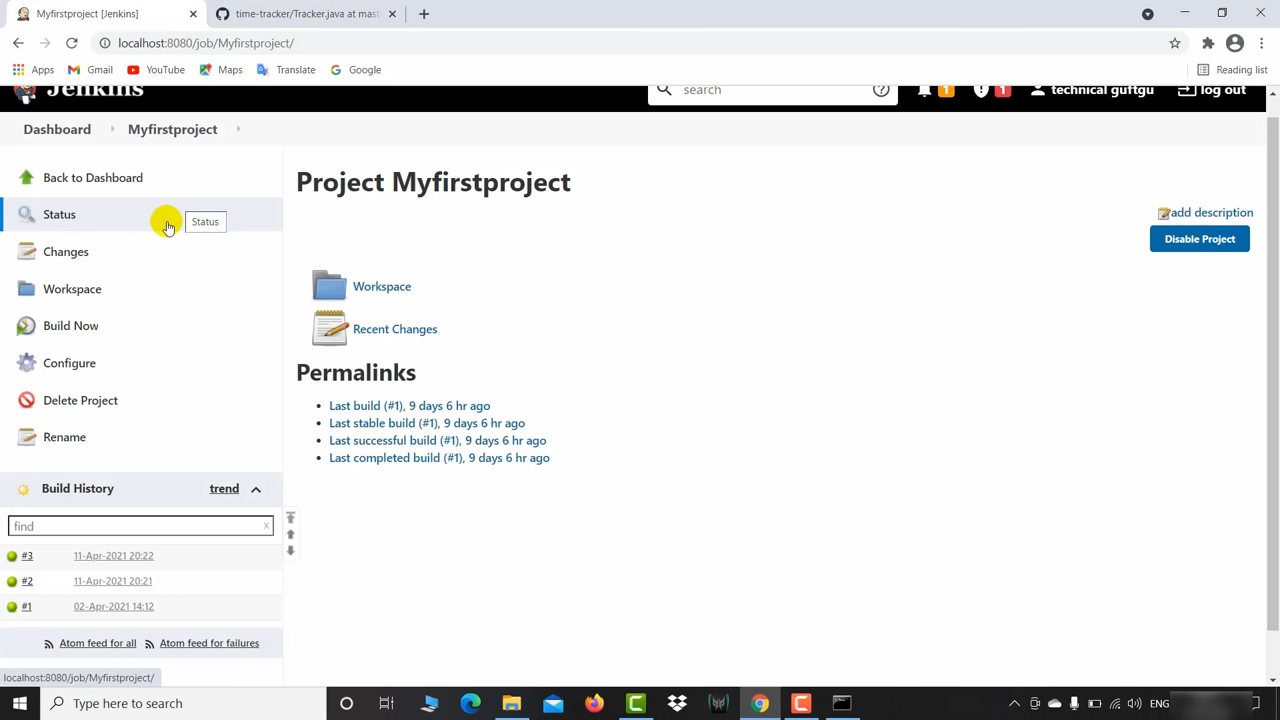 Myfirstproject [Jenkins]
time-tracker/Tracker.java at mast
localhost:8080/job/Myfirstproject/
Apps
Gmail
YouTube
Maps
Translate
Google
Reading list
Jenkins
search
1
1
technical guftgu
log out
Dashboard
Myfirstproject
Back to Dashboard
Status
Status
Changes
Workspace
Build Now
Configure
Delete Project
Rename
Project Myfirstproject
add description
Disable Project
Workspace
Recent Changes
Permalinks
Last build (#1), 9 days 6 hr ago
Last stable build (#1), 9 days 6 hr ago
Last successful build (#1), 9 days 6 hr ago
Last completed build (#1), 9 days 6 hr ago
Build History
trend
find
x
#3 11-Apr-2021 20:22
#2 11-Apr-2021 20:21
#1 02-Apr-2021 14:12
Atom feed for all
Atom feed for failures
localhost:8080/job/Myfirstproject/
Type here to search
ENG